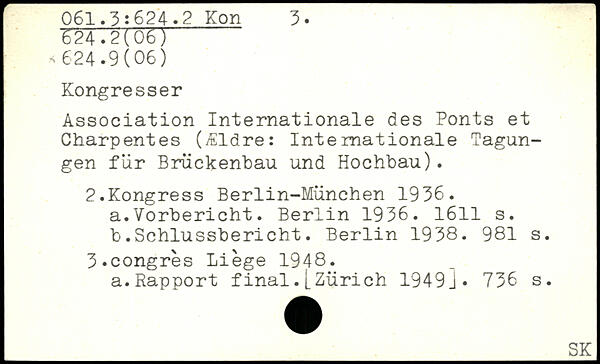 061.3:624.2 Kon 3.
624.2(06)
624.9(06)
Kongresser
Association Internationale des Ponts et
Charpentes (Ældre: Internationale Tagun-
gen für Brückenbau und Hochbau).
2.Kongress Berlin-München 1936.
a.Vorbericht. Berlin 1936. 1611 s.
b.Schlussbericht. Berlin 1938. 981 s.
3.congrès Liège 1948.
a.Rapport final.[Zürich 1949]. 736 s.
SK